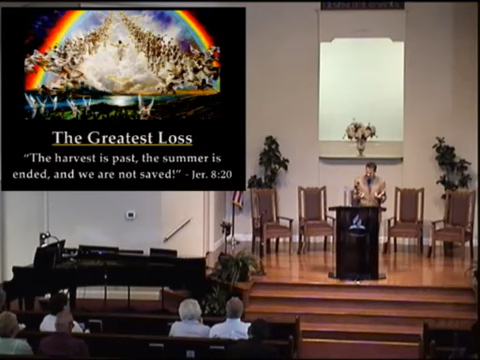 The Greatest Loss
“The harvest is past, the summer is
ended, and we are not saved!” - Jer. 8:20